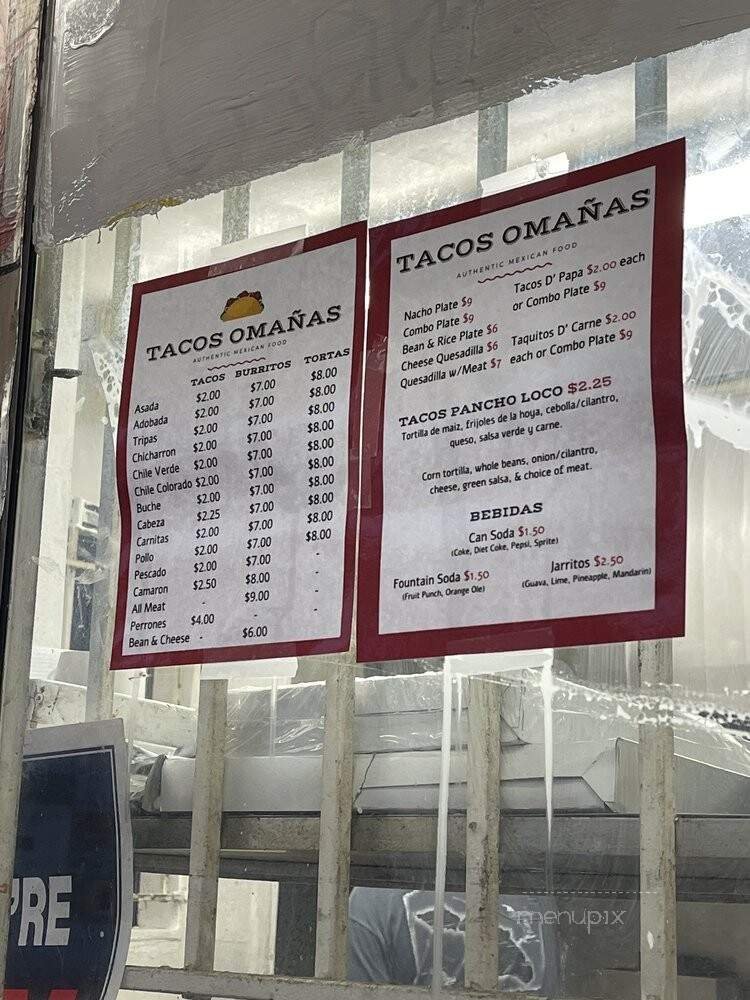 TACOS OMAÑAS
AUTHENTIC MEXICAN FOOD
TACOS BURRITOS TORTAS
Asada $2.00 $7.00 $8.00
Adobada $2.00 $7.00 $8.00
Tripas $2.00 $7.00 $8.00
Chicharron $2.00 $7.00 $8.00
Chile Verde $2.00 $7.00 $8.00
Chile Colorado $2.00 $7.00 $8.00
Buche $2.00 $7.00 $8.00
Cabeza $2.25 $7.00 $8.00
Carnitas $2.00 $7.00 $8.00
Pollo $2.00 $7.00 $8.00
Pescado $2.00 $7.00 -
Camaron $2.50 $8.00 -
All Meat - $9.00 -
Perrones $4.00 - -
Bean & Cheese - $6.00
TACOS OMAÑAS
AUTHENTIC MEXICAN FOOD
Nacho Plate $9
Combo Plate $9
Bean & Rice Plate $6
Cheese Quesadilla $6
Quesadilla w/Meat $7
Tacos D' Papa $2.00 each
or Combo Plate $9
Taquitos D' Carne $2.00
each or Combo Plate $9
TACOS PANCHO LOCO $2.25
Tortilla de maiz, frijoles de la hoya, cebolla/cilantro,
queso, salsa verde y carne.
Corn tortilla, whole beans, onion/cilantro,
cheese, green salsa, & choice of meat.
BEBIDAS
Can Soda $1.50
(Coke, Diet Coke, Pepsi, Sprite)
Fountain Soda $1.50
(Fruit Punch, Orange Ole)
Jarritos $2.50
(Guava, Lime, Pineapple, Mandarin)
'RE
menupix